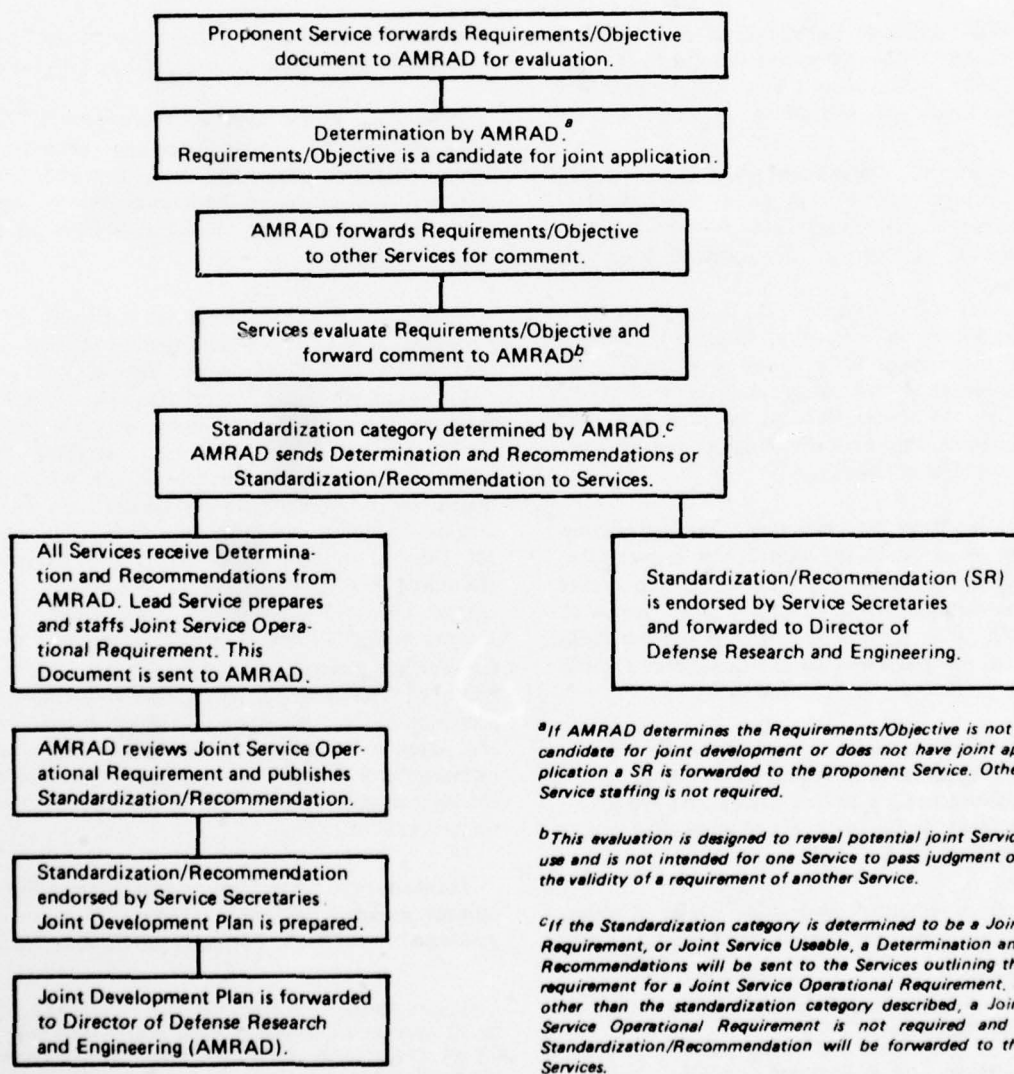 Proponent Service forwards Requirements/Objective
document to AMRAD for evaluation.
Determination by AMRAD.a
Requirements/Objective is a candidate for joint application.
AMRAD forwards Requirements/Objective
to other Services for comment.
Services evaluate Requirements/Objective and
forward comment to AMRADb.
Standardization category determined by AMRAD.c
AMRAD sends Determination and Recommendations or
Standardization/Recommendation to Services.
All Services receive Determina-
tion and Recommendations from
AMRAD. Lead Service prepares
and staffs Joint Service Opera-
tional Requirement. This
Document is sent to AMRAD.
AMRAD reviews Joint Service Oper-
ational Requirement and publishes
Standardization/Recommendation.
Standardization/Recommendation
endorsed by Service Secretaries.
Joint Development Plan is prepared.
Joint Development Plan is forwarded
to Director of Defense Research
and Engineering (AMRAD).
Standardization/Recommendation (SR)
is endorsed by Service Secretaries
and forwarded to Director of
Defense Research and Engineering.
aIf AMRAD determines the Requirements/Objective is not
candidate for joint development or does not have joint ap
plication a SR is forwarded to the proponent Service. Othe
Service staffing is not required.
bThis evaluation is designed to reveal potential joint Servic
use and is not intended for one Service to pass judgment o
the validity of a requirement of another Service.
cIf the Standardization category is determined to be a Join
Requirement, or Joint Service Useable, a Determination an
Recommendations will be sent to the Services outlining th
requirement for a Joint Service Operational Requirement.
other than the standardization category described, a Join
Service Operational Requirement is not required and
Standardization/Recommendation will be forwarded to th
Services.